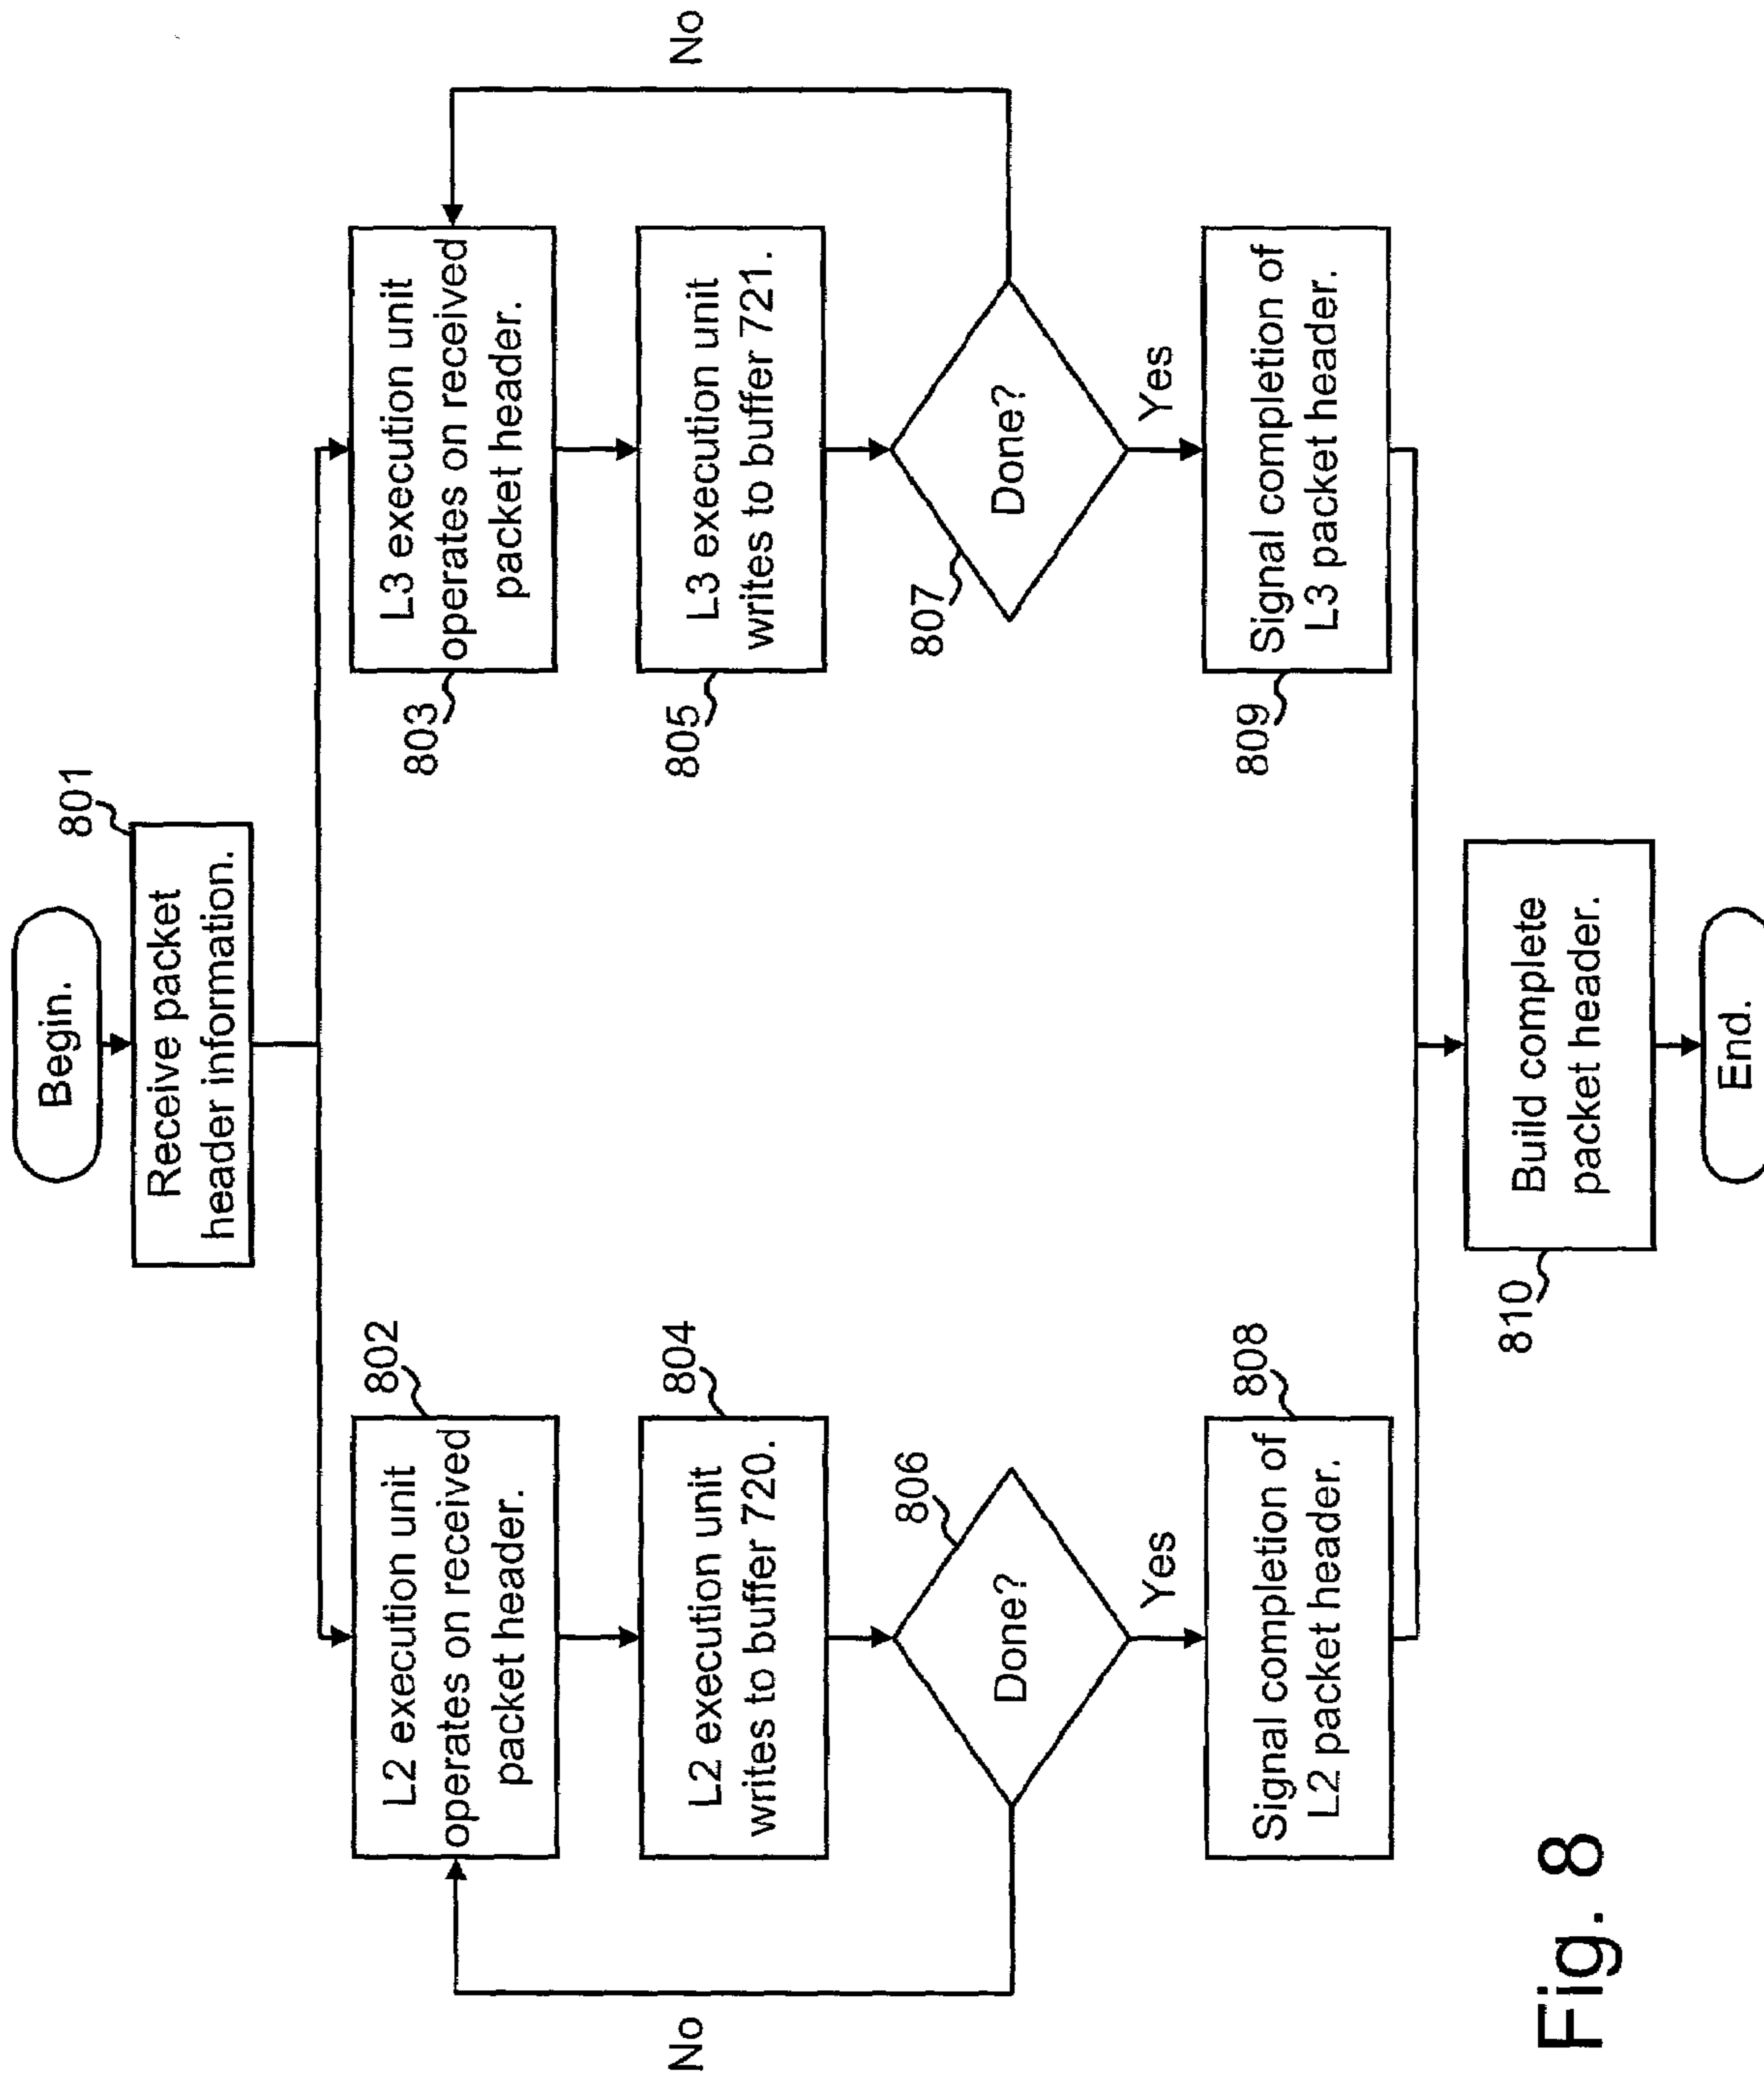 Begin.
801
Receive packet
header information.
802
L2 execution unit
operates on received
packet header.
803
L3 execution unit
operates on received
packet header.
804
L2 execution unit
writes to buffer 720.
805
L3 execution unit
writes to buffer 721.
No
806
Done?
Yes
807
Done?
Yes
No
808
Signal completion of
L2 packet header.
809
Signal completion of
L3 packet header.
810
Build complete
packet header.
End.
Fig. 8